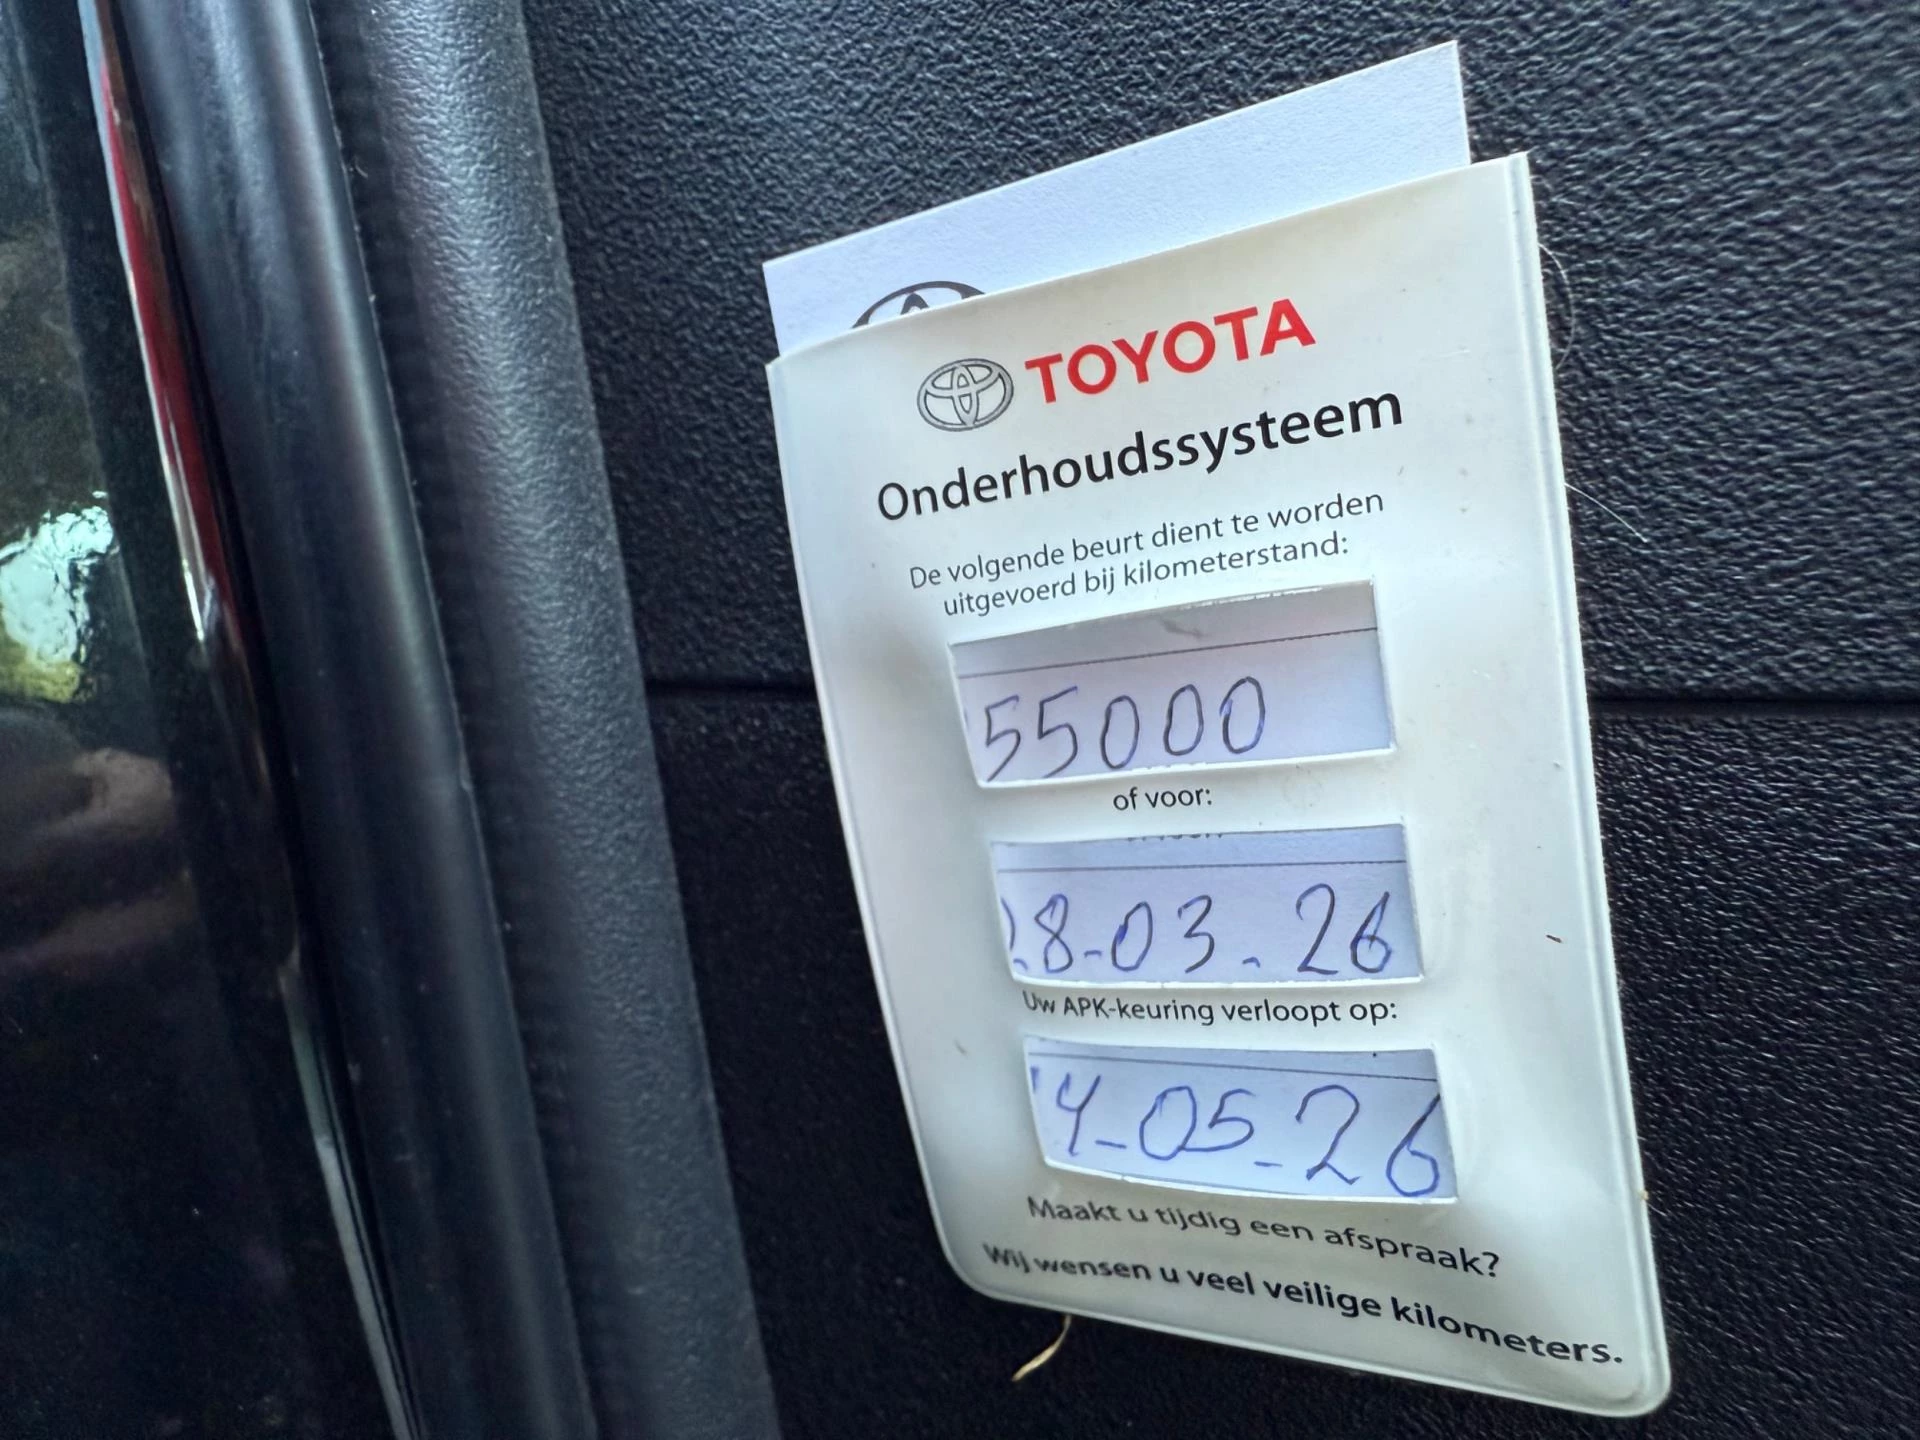 TOYOTA
Onderhoudssysteem
De volgende beurt dient te worden
uitgevoerd bij kilometerstand:
55000
of voor:
28-03-26
Uw APK-keuring verloopt op:
4-05-26
Maakt u tijdig een afspraak?
Wij wensen u veel veilige kilometers.